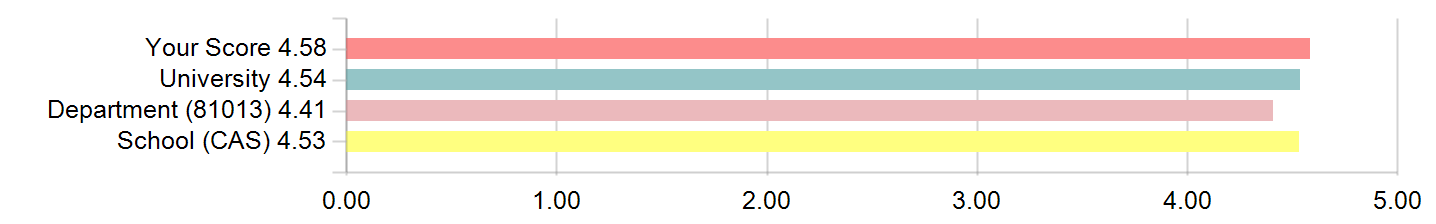 Your Score 4.58
University 4.54
Department (81013) 4.41
School (CAS) 4.53
0.00 1.00 2.00 3.00 4.00 5.00